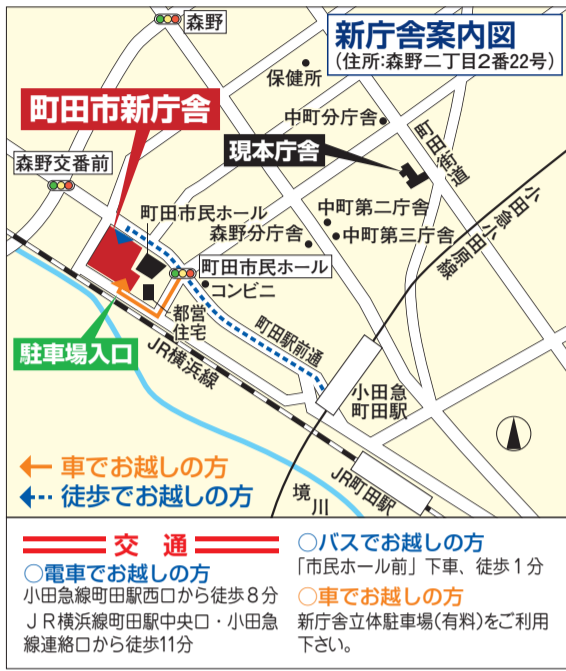 森野
新庁舎案内図
(住所:森野二丁目2番22号)
保健所
町田市新庁舎
中町分庁舎
現本庁舎
町田街道
森野交番前
小田急小田原線
町田市民ホール
中町第二庁舎
森野分庁舎
中町第三庁舎
町田市民ホール
コンビニ
都営
住宅
駐車場入口
町田駅前通
JR横浜線
小田急
町田駅
JR町田駅
境川
車でお越しの方
徒歩でお越しの方
交通
○電車でお越しの方
小田急線町田駅西口から徒歩8分
JR横浜線町田駅中央口・小田急
線連絡口から徒歩11分
○バスでお越しの方
「市民ホール前」下車、徒歩1分
○車でお越しの方
新庁舎立体駐車場(有料)をご利用
下さい。